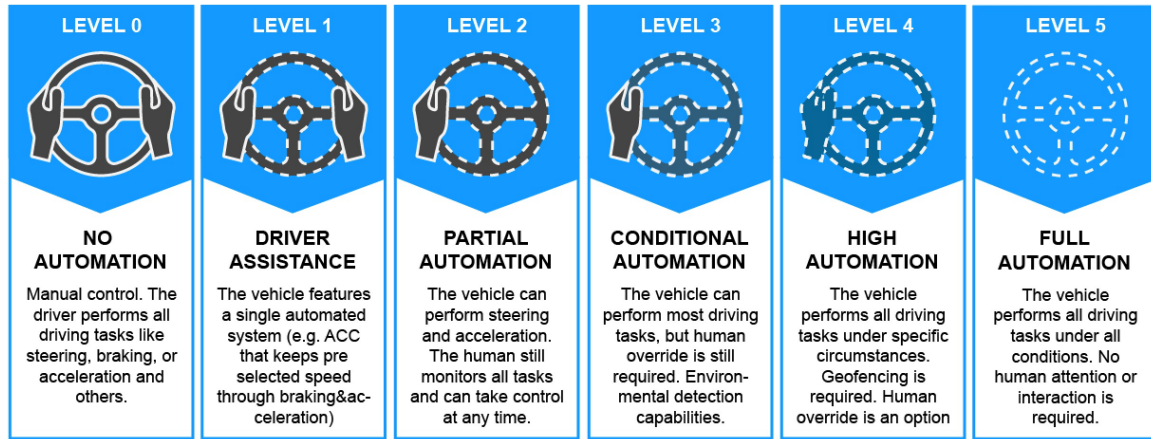 LEVEL 0
NO
AUTOMATION
Manual control. The
driver performs all
driving tasks like
steering, braking, or
acceleration and
others.
LEVEL 1
DRIVER
ASSISTANCE
The vehicle features
a single automated
system (e.g. ACC
that keeps pre
selected speed
through braking&ac-
celeration)
LEVEL 2
PARTIAL
AUTOMATION
The vehicle can
perform steering
and acceleration.
The human still
monitors all tasks
and can take control
at any time.
LEVEL 3
CONDITIONAL
AUTOMATION
The vehicle can
perform most driving
tasks, but human
override is still
required. Environ-
mental detection
capabilities.
LEVEL 4
HIGH
AUTOMATION
The vehicle
performs all driving
tasks under specific
circumstances.
Geofencing is
required. Human
override is an option
LEVEL 5
FULL
AUTOMATION
The vehicle
performs all driving
tasks under all
conditions. No
human attention or
interaction is
required.